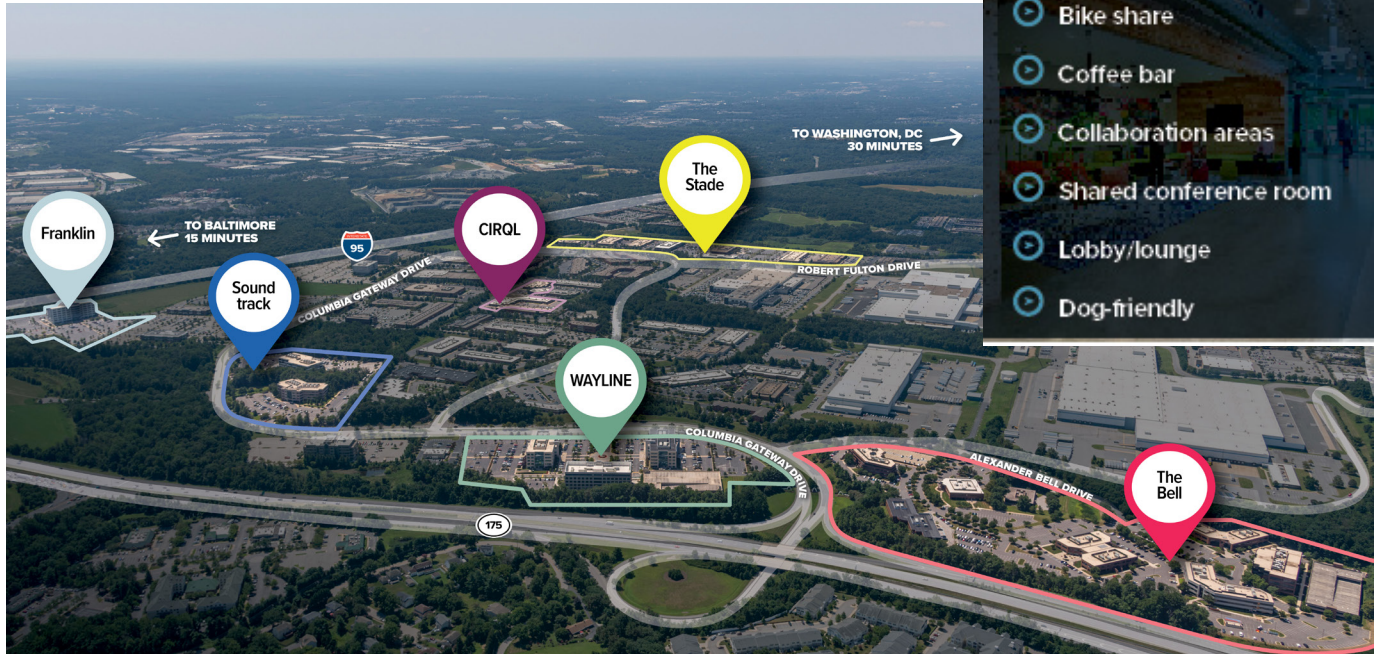 Bike share
Coffee bar
Collaboration areas
Shared conference room
Lobby/lounge
Dog-friendly
TO WASHINGTON, DC
30 MINUTES
The
Stade
Franklin
TO BALTIMORE
15 MINUTES
CIRQL
95
Sound
track
COLUMBIA GATEWAY DRIVE
ROBERT FULTON DRIVE
WAYLINE
COLUMBIA GATEWAY DRIVE
ALEXANDER BELL DRIVE
The
Bell
175